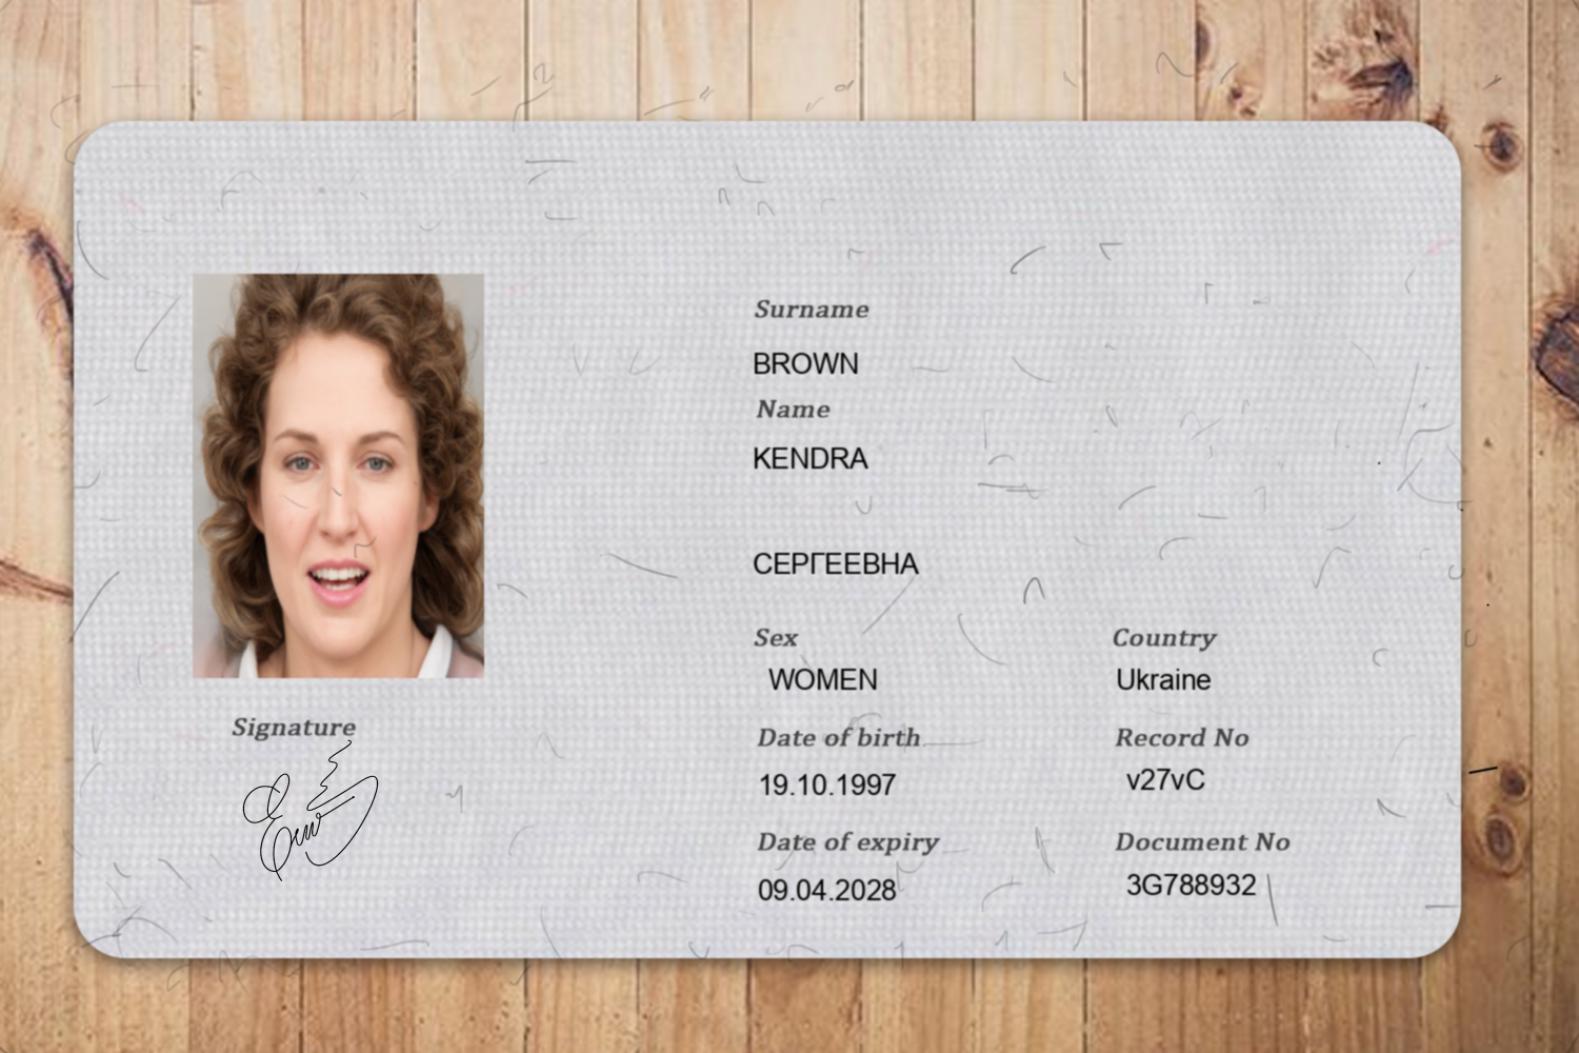 Surname
BROWN
Name
KENDRA
СЕРГЕЕВНА
Sex
WOMEN
Country
Ukraine
Date of birth
19.10.1997
Record No
v27vC
Date of expiry
09.04.2028
Document No
3G788932
Signature